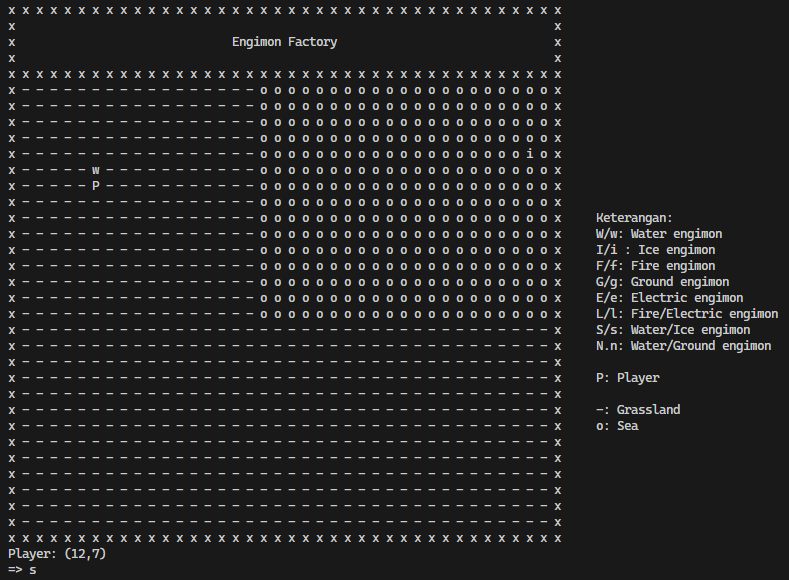 x x x x x x x x x x x x x x x x x x x x x x x x x x x x x x x x x x x x x x x x
x x
x Engimon Factory x
x x
x x x x x x x x x x x x x x x x x x x x x x x x x x x x x x x x x x x x x x x x
x - - - - - - - - - - - - - - - - - o o o o o o o o o o o o o o o o o o o o o x
x - - - - - - - - - - - - - - - - - o o o o o o o o o o o o o o o o o o o o o x
x - - - - - - - - - - - - - - - - - o o o o o o o o o o o o o o o o o o o o o x
x - - - - - - - - - - - - - - - - - o o o o o o o o o o o o o o o o o o o o o x
x - - - - - - - - - - - - - - - - - o o o o o o o o o o o o o o o o o o o i o x
x - - - - - w - - - - - - - - - - - o o o o o o o o o o o o o o o o o o o o o x
x - - - - - P - - - - - - - - - - - o o o o o o o o o o o o o o o o o o o o o x
x - - - - - - - - - - - - - - - - - o o o o o o o o o o o o o o o o o o o o o x
x - - - - - - - - - - - - - - - - - o o o o o o o o o o o o o o o o o o o o o x
x - - - - - - - - - - - - - - - - - o o o o o o o o o o o o o o o o o o o o o x
x - - - - - - - - - - - - - - - - - o o o o o o o o o o o o o o o o o o o o o x
x - - - - - - - - - - - - - - - - - o o o o o o o o o o o o o o o o o o o o o x
x - - - - - - - - - - - - - - - - - o o o o o o o o o o o o o o o o o o o o o x
x - - - - - - - - - - - - - - - - - o o o o o o o o o o o o o o o o o o o o o x
x - - - - - - - - - - - - - - - - - o o o o o o o o o o o o o o o o o o o o o x
x - - - - - - - - - - - - - - - - - - - - - - - - - - - - - - - - - - - - - - x
x - - - - - - - - - - - - - - - - - - - - - - - - - - - - - - - - - - - - - - x
x - - - - - - - - - - - - - - - - - - - - - - - - - - - - - - - - - - - - - - x
x - - - - - - - - - - - - - - - - - - - - - - - - - - - - - - - - - - - - - - x
x - - - - - - - - - - - - - - - - - - - - - - - - - - - - - - - - - - - - - - x
x - - - - - - - - - - - - - - - - - - - - - - - - - - - - - - - - - - - - - - x
x - - - - - - - - - - - - - - - - - - - - - - - - - - - - - - - - - - - - - - x
x - - - - - - - - - - - - - - - - - - - - - - - - - - - - - - - - - - - - - - x
x - - - - - - - - - - - - - - - - - - - - - - - - - - - - - - - - - - - - - - x
x - - - - - - - - - - - - - - - - - - - - - - - - - - - - - - - - - - - - - - x
x - - - - - - - - - - - - - - - - - - - - - - - - - - - - - - - - - - - - - - x
x - - - - - - - - - - - - - - - - - - - - - - - - - - - - - - - - - - - - - - x
x - - - - - - - - - - - - - - - - - - - - - - - - - - - - - - - - - - - - - - x
x x x x x x x x x x x x x x x x x x x x x x x x x x x x x x x x x x x x x x x x
Player: (12,7)
=> s
Keterangan:
W/w: Water engimon
I/i : Ice engimon
F/f: Fire engimon
G/g: Ground engimon
E/e: Electric engimon
L/l: Fire/Electric engimon
S/s: Water/Ice engimon
N.n: Water/Ground engimon
P: Player
-: Grassland
o: Sea